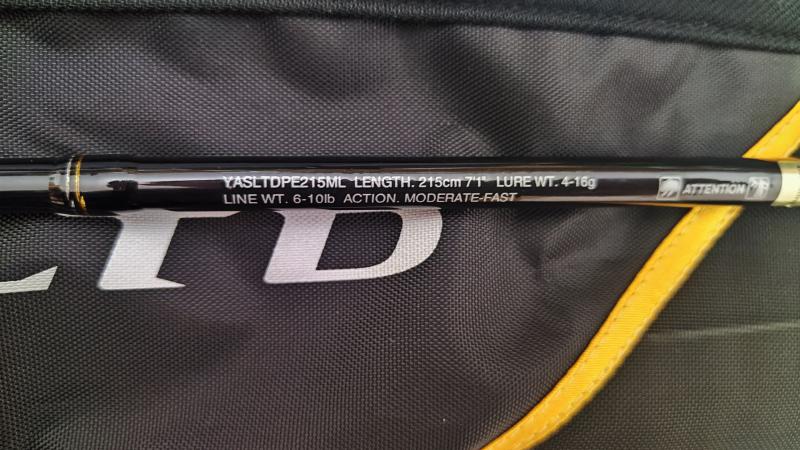 YASLTDPE215ML LENGTH. 215cm 7'1" LURE WT. 4-16g
LINE WT. 6-10lb ACTION. MODERATE-FAST
ATTENTION
LTD